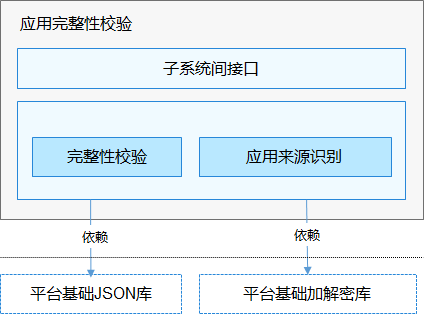 应用完整性校验
子系统间接口
完整性校验
应用来源识别
依赖
依赖
平台基础JSON库
平台基础加解密库